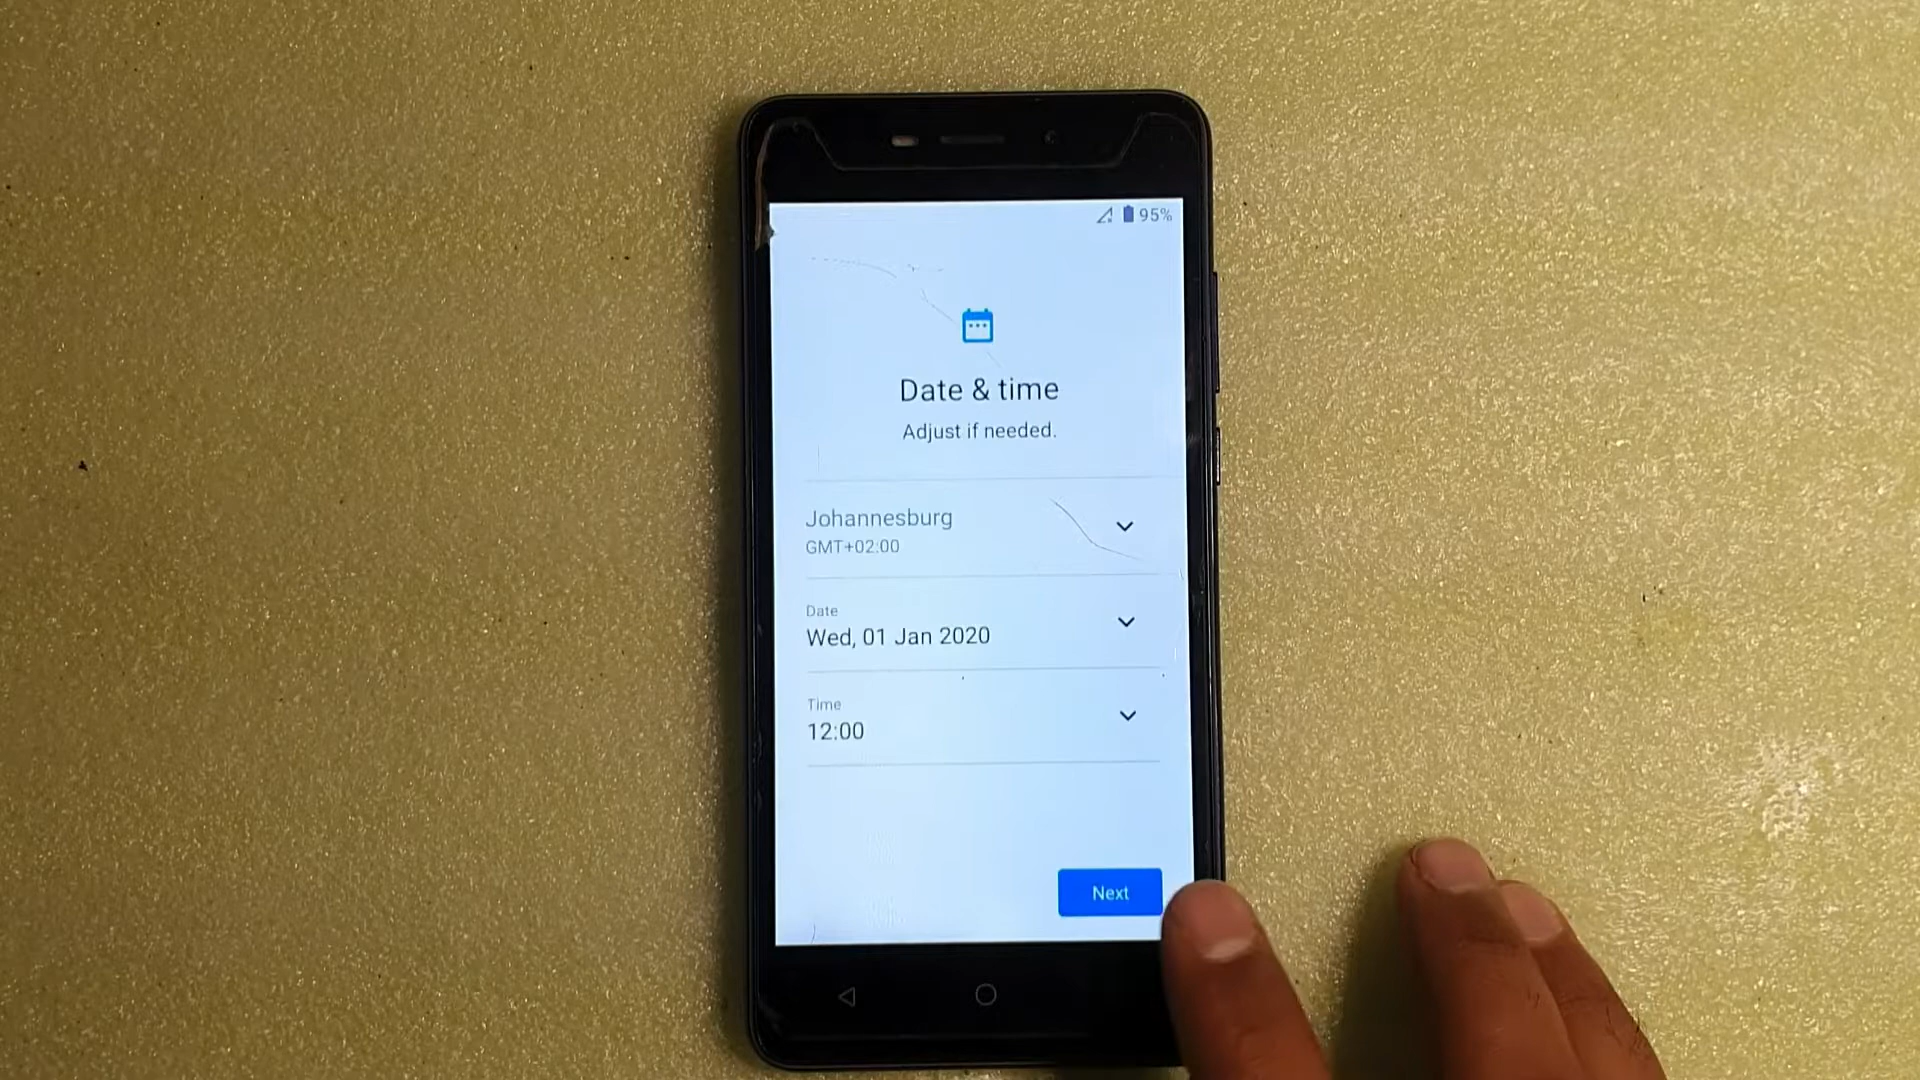 95%
Date & time
Adjust if needed.
Johannesburg
GMT+02:00
Date
Wed, 01 Jan 2020
Time
12:00
Next